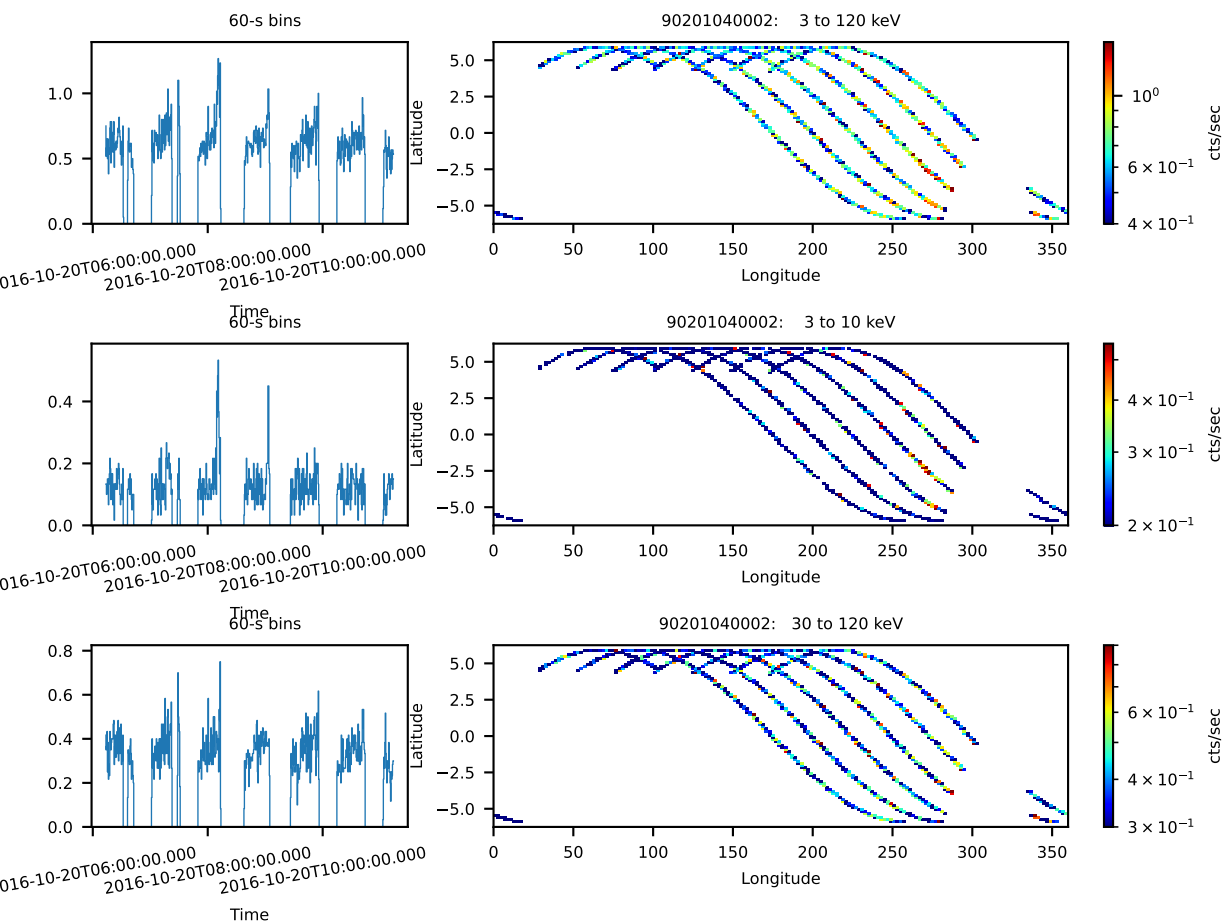 60-s bins
90201040002:    3 to 120 keV
1.0
0.5
0.0
016-10-20T06:00:00.000
2016-10-20T08:00:00.000
2016-10-20T10:00:00.000
Time
Latitude
5.0
2.5
0.0
−2.5
−5.0
0 50 100 150 200 250 300 350
Longitude
10⁰
6 × 10⁻¹
4 × 10⁻¹
cts/sec
60-s bins
90201040002:    3 to 10 keV
0.4
0.2
0.0
016-10-20T06:00:00.000
2016-10-20T08:00:00.000
2016-10-20T10:00:00.000
Time
Latitude
5.0
2.5
0.0
−2.5
−5.0
0 50 100 150 200 250 300 350
Longitude
4 × 10⁻¹
3 × 10⁻¹
2 × 10⁻¹
cts/sec
60-s bins
90201040002:   30 to 120 keV
0.8
0.6
0.4
0.2
0.0
016-10-20T06:00:00.000
2016-10-20T08:00:00.000
2016-10-20T10:00:00.000
Time
Latitude
5.0
2.5
0.0
−2.5
−5.0
0 50 100 150 200 250 300 350
Longitude
6 × 10⁻¹
4 × 10⁻¹
3 × 10⁻¹
cts/sec